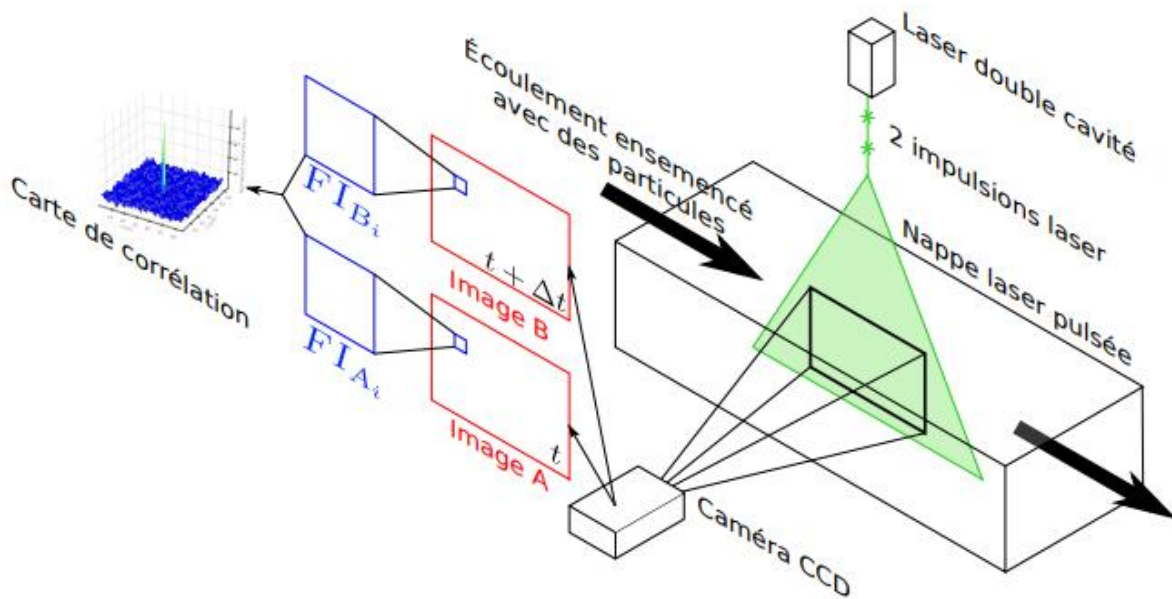 Laser double cavité
Écoulement ensemencé
avec des particules
2 impulsions laser
Nappe laser pulsée
FI_{B_i}
t + Δt
Image B
Carte de corrélation
FI_{A_i}
t
Image A
Caméra CCD